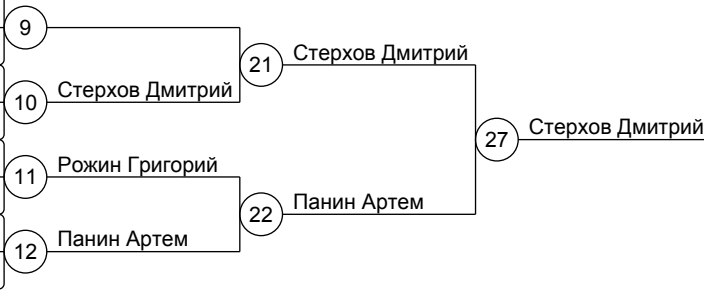 9
21
Стерхов Дмитрий
10
Стерхов Дмитрий
27
Стерхов Дмитрий
11
Рожин Григорий
22
Панин Артем
12
Панин Артем